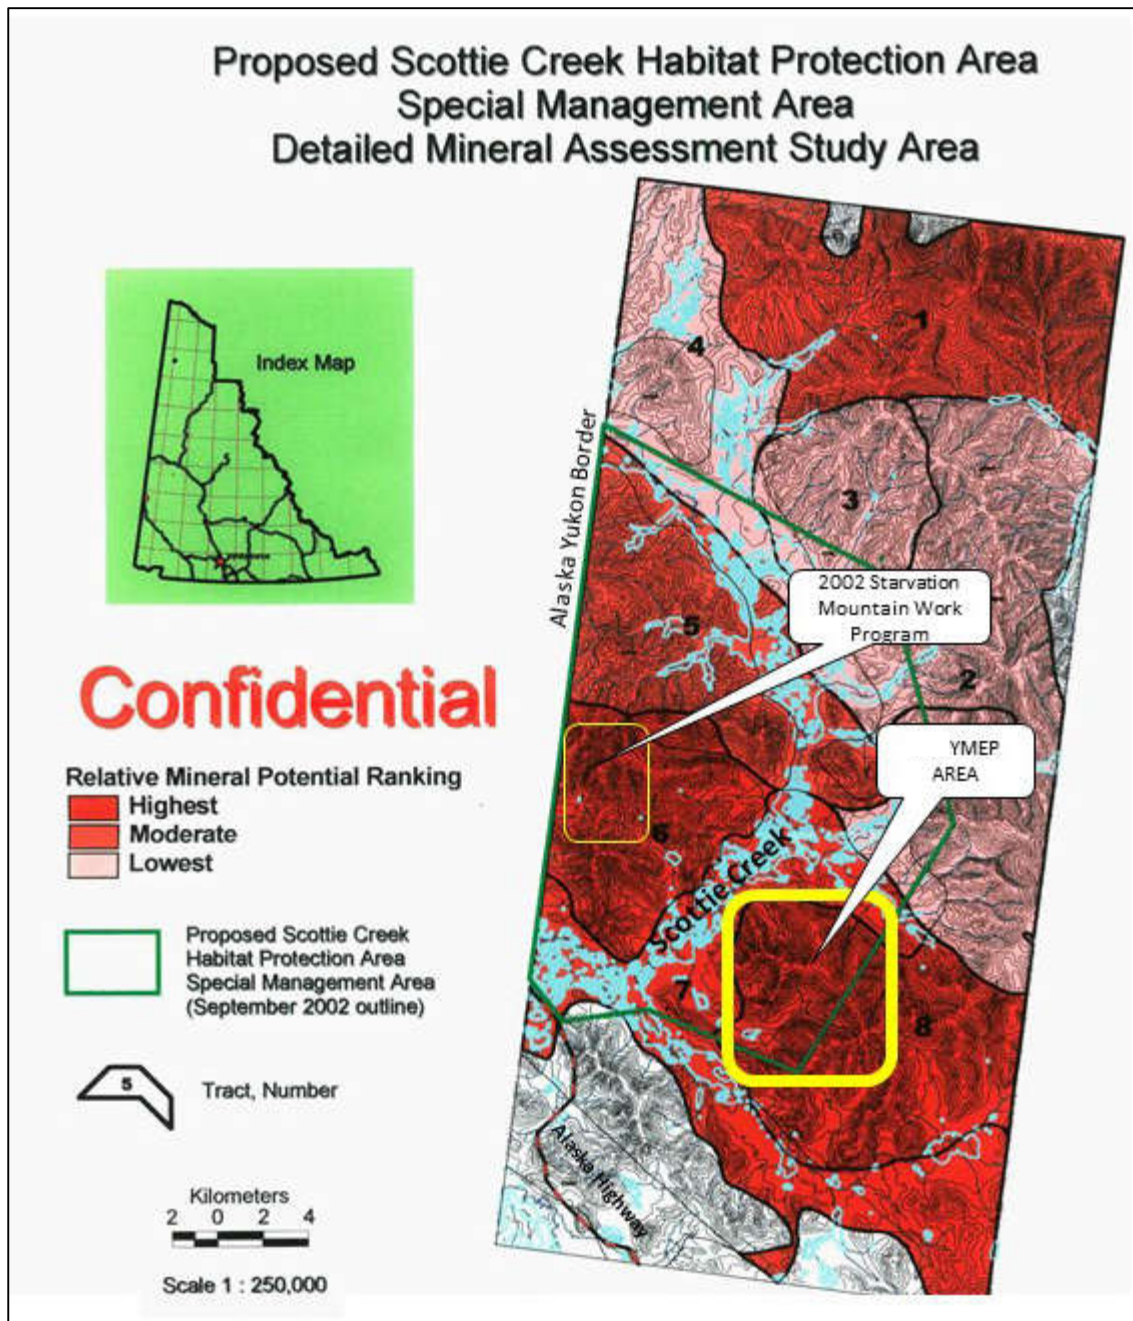 Proposed Scottie Creek Habitat Protection Area
Special Management Area
Detailed Mineral Assessment Study Area
Index Map
Alaska Yukon Border
1
4
3
2002 Starvation
Mountain Work
Program
5
2
Confidential
YMEP
AREA
Relative Mineral Potential Ranking
Highest
Moderate
Lowest
6
Scottie Creek
Proposed Scottie Creek
Habitat Protection Area
Special Management Area
(September 2002 outline)
7
8
5
Tract, Number
Alaska Highway
Kilometers
2 0 2 4
Scale 1 : 250,000